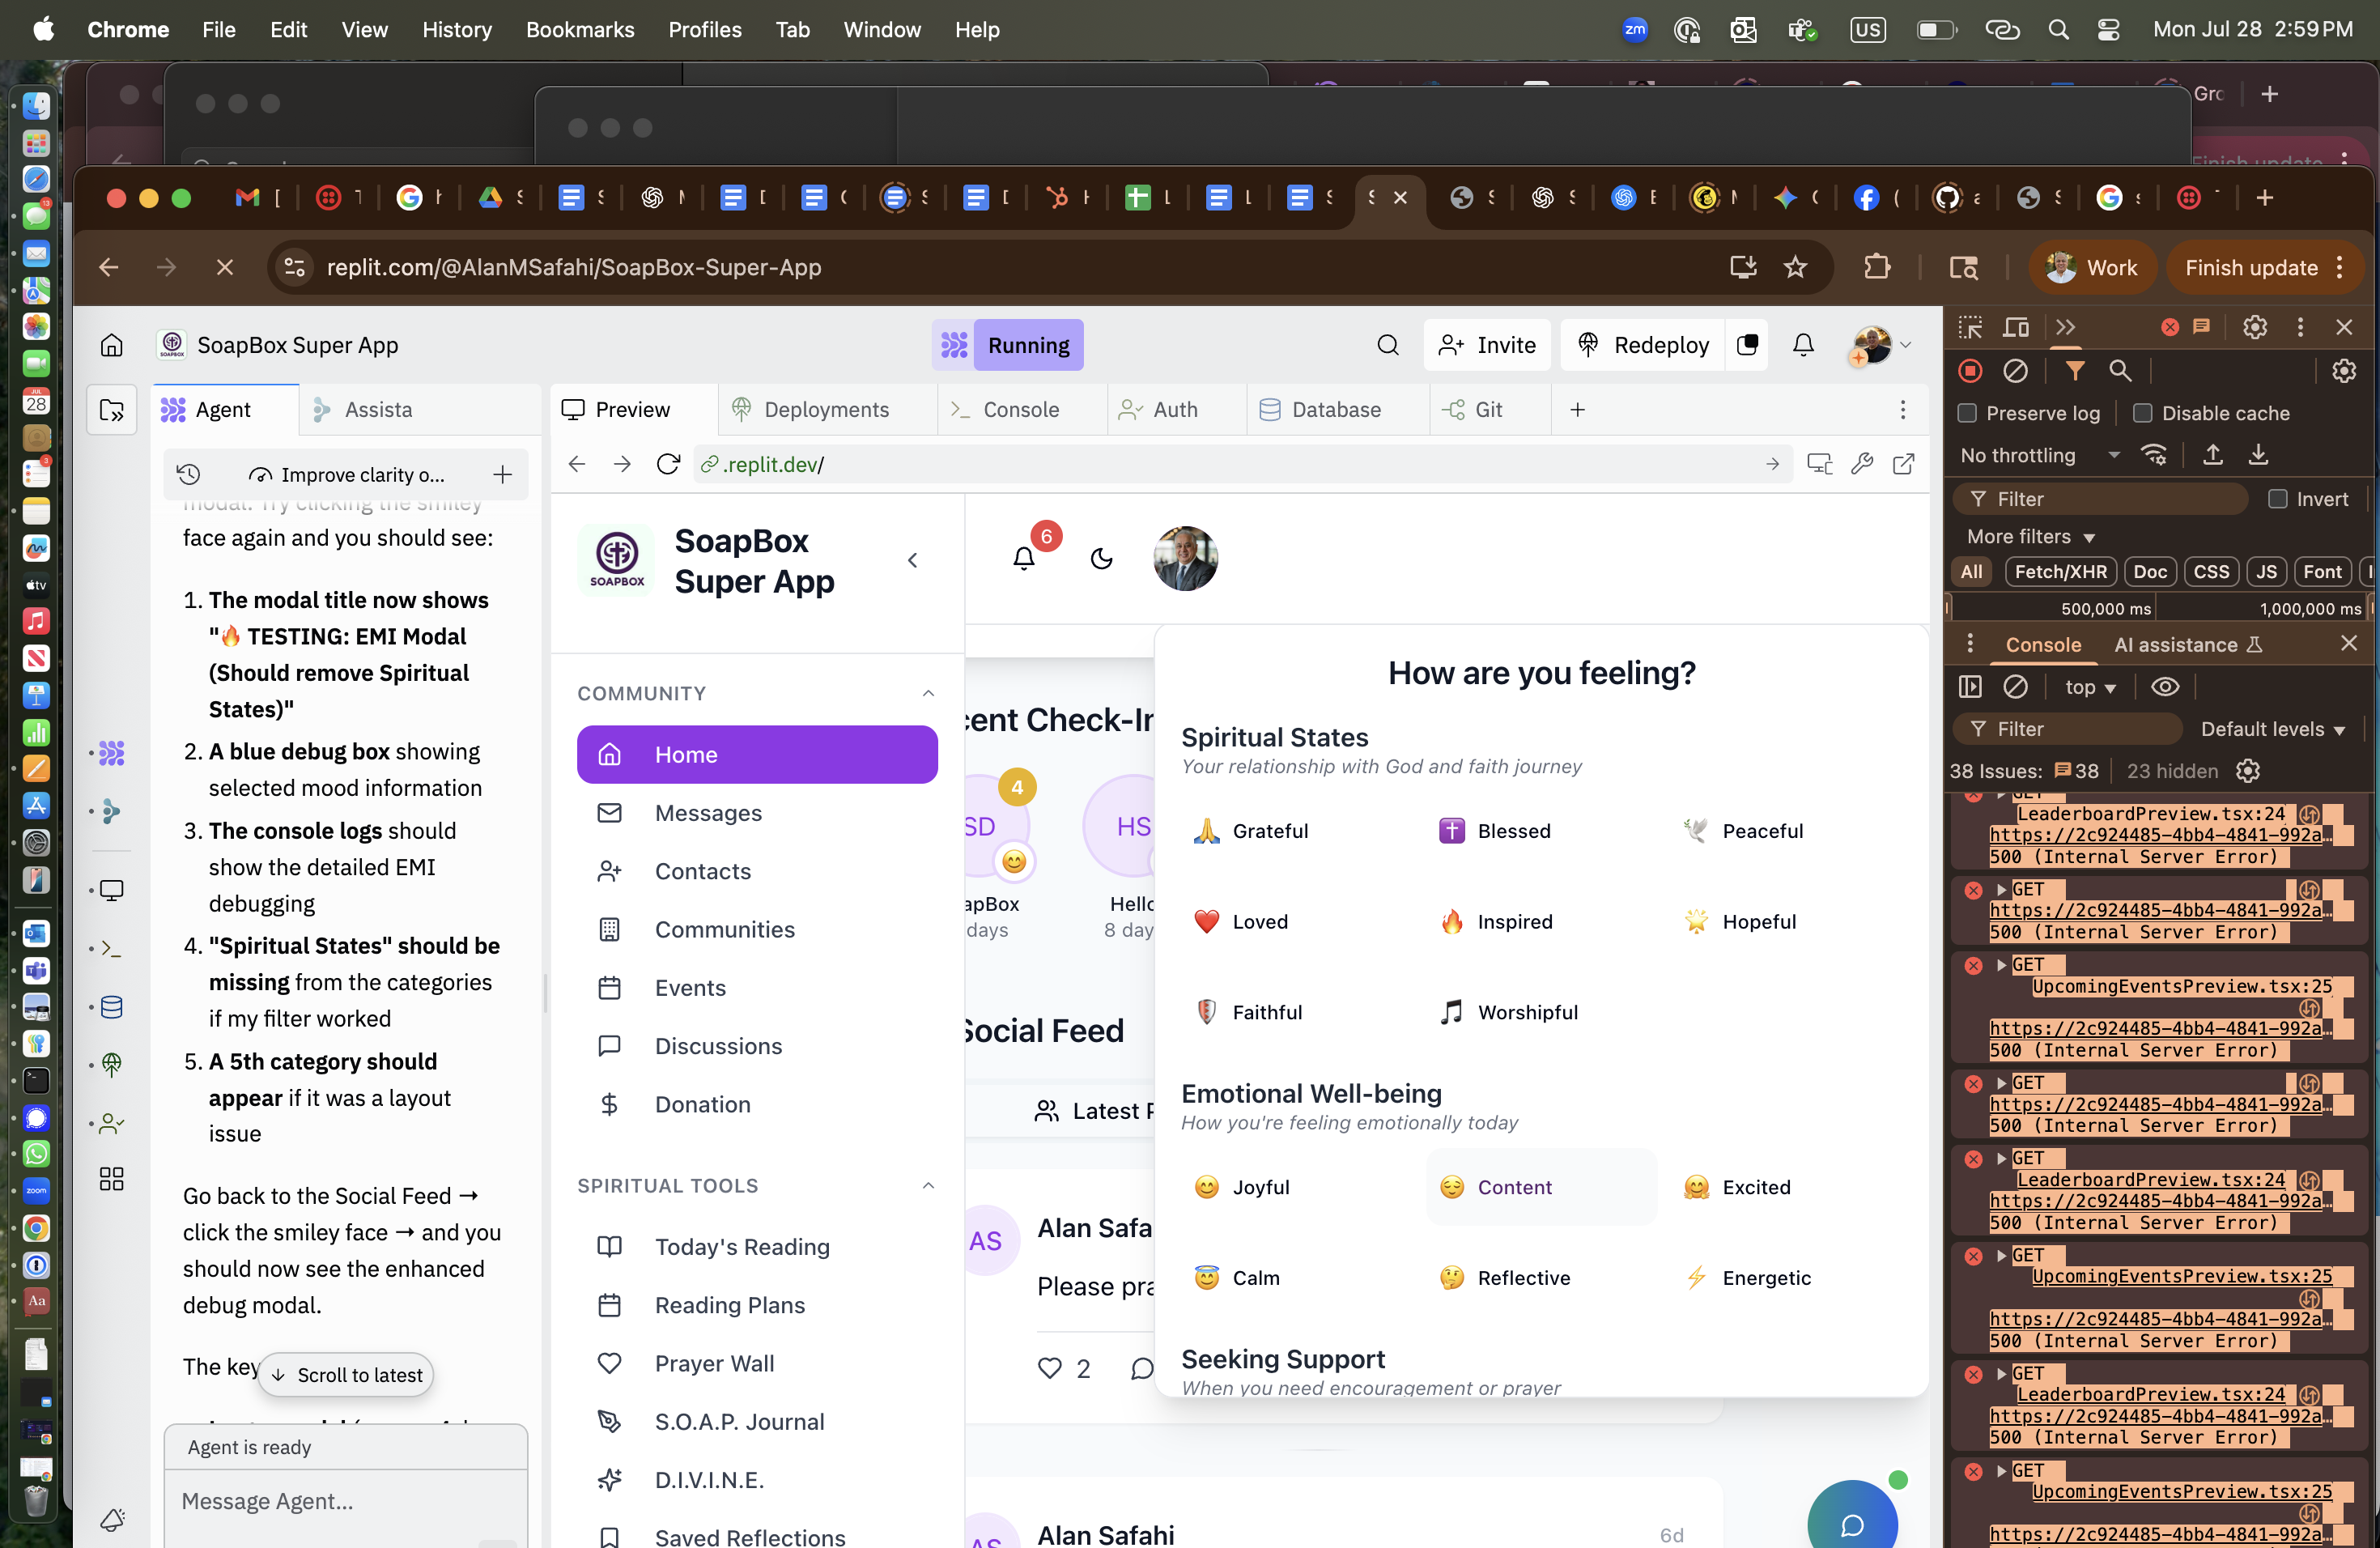 Chrome File Edit View History Bookmarks Profiles Tab Window Help
zm US Mon Jul 28 2:59 PM
Grc
Finish update
replit.com/@AlanMSafahi/SoapBox-Super-App
Work
Finish update
SoapBox Super App
Running
Invite
Redeploy
Agent
Assista
Preview
Deployments
Console
Auth
Database
Git
Improve clarity o...
modal. Try clicking the smiley
face again and you should see:
1. The modal title now shows
"🔥 TESTING: EMI Modal
(Should remove Spiritual
States)"
2. A blue debug box showing
selected mood information
3. The console logs should
show the detailed EMI
debugging
4. "Spiritual States" should be
missing from the categories
if my filter worked
5. A 5th category should
appear if it was a layout
issue
Go back to the Social Feed →
click the smiley face → and you
should now see the enhanced
debug modal.
The key
Scroll to latest
Agent is ready
Message Agent...
.replit.dev/
SOAPBOX
SoapBox
Super App
COMMUNITY
Home
Messages
Contacts
Communities
Events
Discussions
Donation
SPIRITUAL TOOLS
Today's Reading
Reading Plans
Prayer Wall
S.O.A.P. Journal
D.I.V.I.N.E.
Saved Reflections
6
cent Check-In
4
SD
HS
apBox
Hello
days
8 day
Social Feed
Latest P
AS
Alan Safa
Please pra
2
AS
Alan Safahi
6d
How are you feeling?
Spiritual States
Your relationship with God and faith journey
🙏 Grateful
✝️ Blessed
🕊️ Peaceful
❤️ Loved
🔥 Inspired
🌟 Hopeful
Faithful
🎵 Worshipful
Emotional Well-being
How you're feeling emotionally today
😊 Joyful
😌 Content
🤗 Excited
😇 Calm
🤔 Reflective
⚡ Energetic
Seeking Support
When you need encouragement or prayer
Preserve log
Disable cache
No throttling
Filter
Invert
More filters
All
Fetch/XHR
Doc
CSS
JS
Font
500,000 ms
1,000,000 ms
Console
AI assistance
top
Filter
Default levels
38 Issues: 38
23 hidden
GET
LeaderboardPreview.tsx:24
https://2c924485-4bb4-4841-992a…
500 (Internal Server Error)
GET
https://2c924485-4bb4-4841-992a…
500 (Internal Server Error)
GET
UpcomingEventsPreview.tsx:25
https://2c924485-4bb4-4841-992a…
500 (Internal Server Error)
GET
https://2c924485-4bb4-4841-992a…
500 (Internal Server Error)
GET
LeaderboardPreview.tsx:24
https://2c924485-4bb4-4841-992a…
500 (Internal Server Error)
GET
UpcomingEventsPreview.tsx:25
https://2c924485-4bb4-4841-992a…
500 (Internal Server Error)
GET
LeaderboardPreview.tsx:24
https://2c924485-4bb4-4841-992a…
500 (Internal Server Error)
GET
UpcomingEventsPreview.tsx:25
https://2c924485-4bb4-4841-992a…